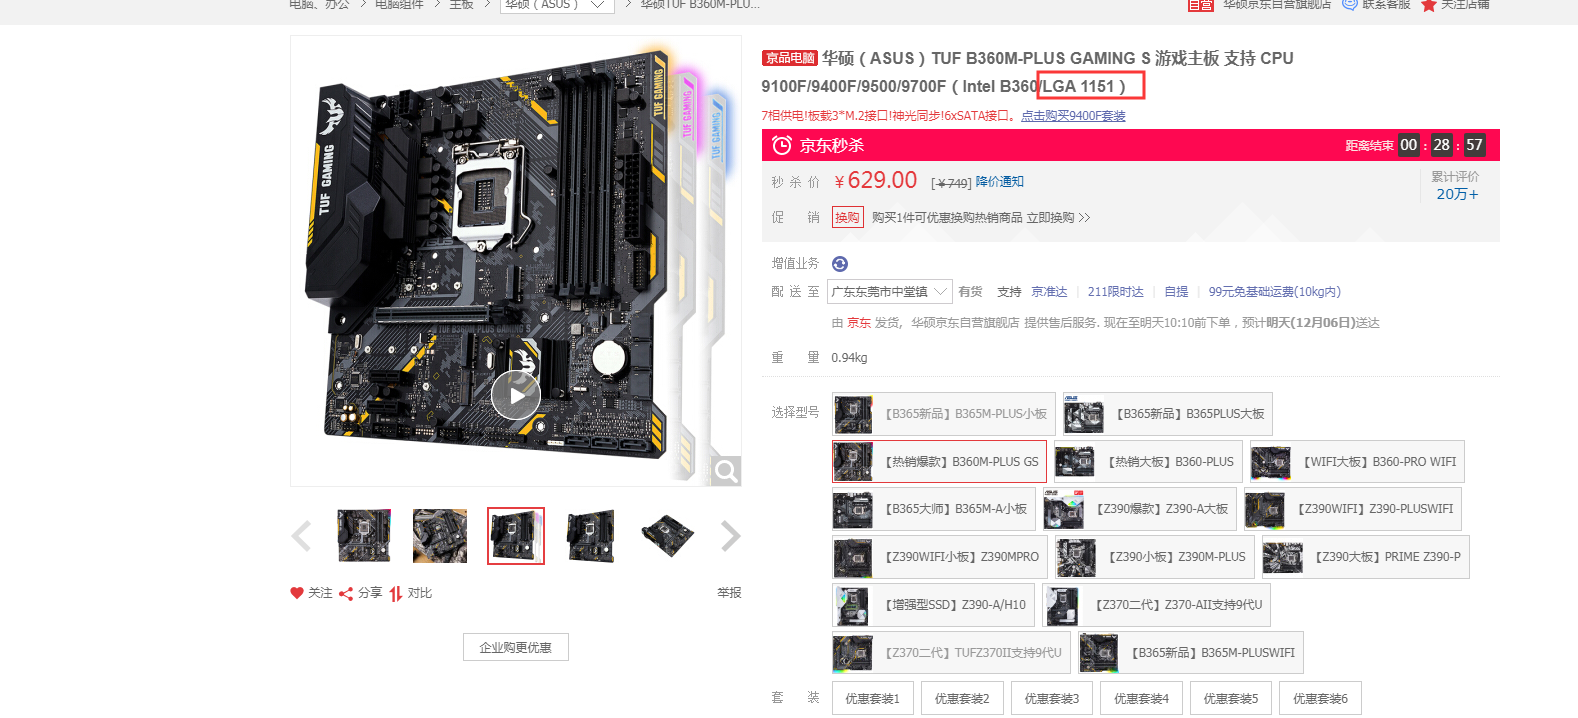 电脑、办公 > 电脑组件 > 主板 > 华硕（ASUS） > 华硕TUF B360M-PLU...
自营 华硕京东自营旗舰店 联系客服 关注店铺
京品电脑 华硕（ASUS）TUF B360M-PLUS GAMING S 游戏主板 支持 CPU
9100F/9400F/9500/9700F（Intel B360/LGA 1151）
7相供电!板载3*M.2接口!神光同步!6xSATA接口。点击购买9400F套装
京东秒杀 距离结束 00 : 28 : 57
秒杀价 ￥629.00 [￥749] 降价通知
累计评价
20万+
促销 换购 购买1件可优惠换购热销商品 立即换购 >>
增值业务
配送至 广东东莞市中堂镇 有货 支持 京准达 | 211限时达 | 自提 | 99元免基础运费(10kg内)
由 京东 发货, 华硕京东自营旗舰店 提供售后服务. 现在至明天10:10前下单，预计明天(12月06日)送达
重量 0.94kg
选择型号 【B365新品】B365M-PLUS小板 【B365新品】B365PLUS大板
【热销爆款】B360M-PLUS GS 【热销大板】B360-PLUS 【WIFI大板】B360-PRO WIFI
【B365大师】B365M-A小板 【Z390爆款】Z390-A大板 【Z390WIFI】Z390-PLUSWIFI
【Z390WIFI小板】Z390MPRO 【Z390小板】Z390M-PLUS 【Z390大板】PRIME Z390-P
【增强型SSD】Z390-A/H10 【Z370二代】Z370-AII支持9代U
【Z370二代】TUFZ370II支持9代U 【B365新品】B365M-PLUSWIFI
套装 优惠套装1 优惠套装2 优惠套装3 优惠套装4 优惠套装5 优惠套装6
TUF GAMING
TUF GAMING
TUF GAMING
TUF GAMING
ASUS
TUF B360M-PLUS GAMING S
关注 分享 对比 举报
企业购更优惠